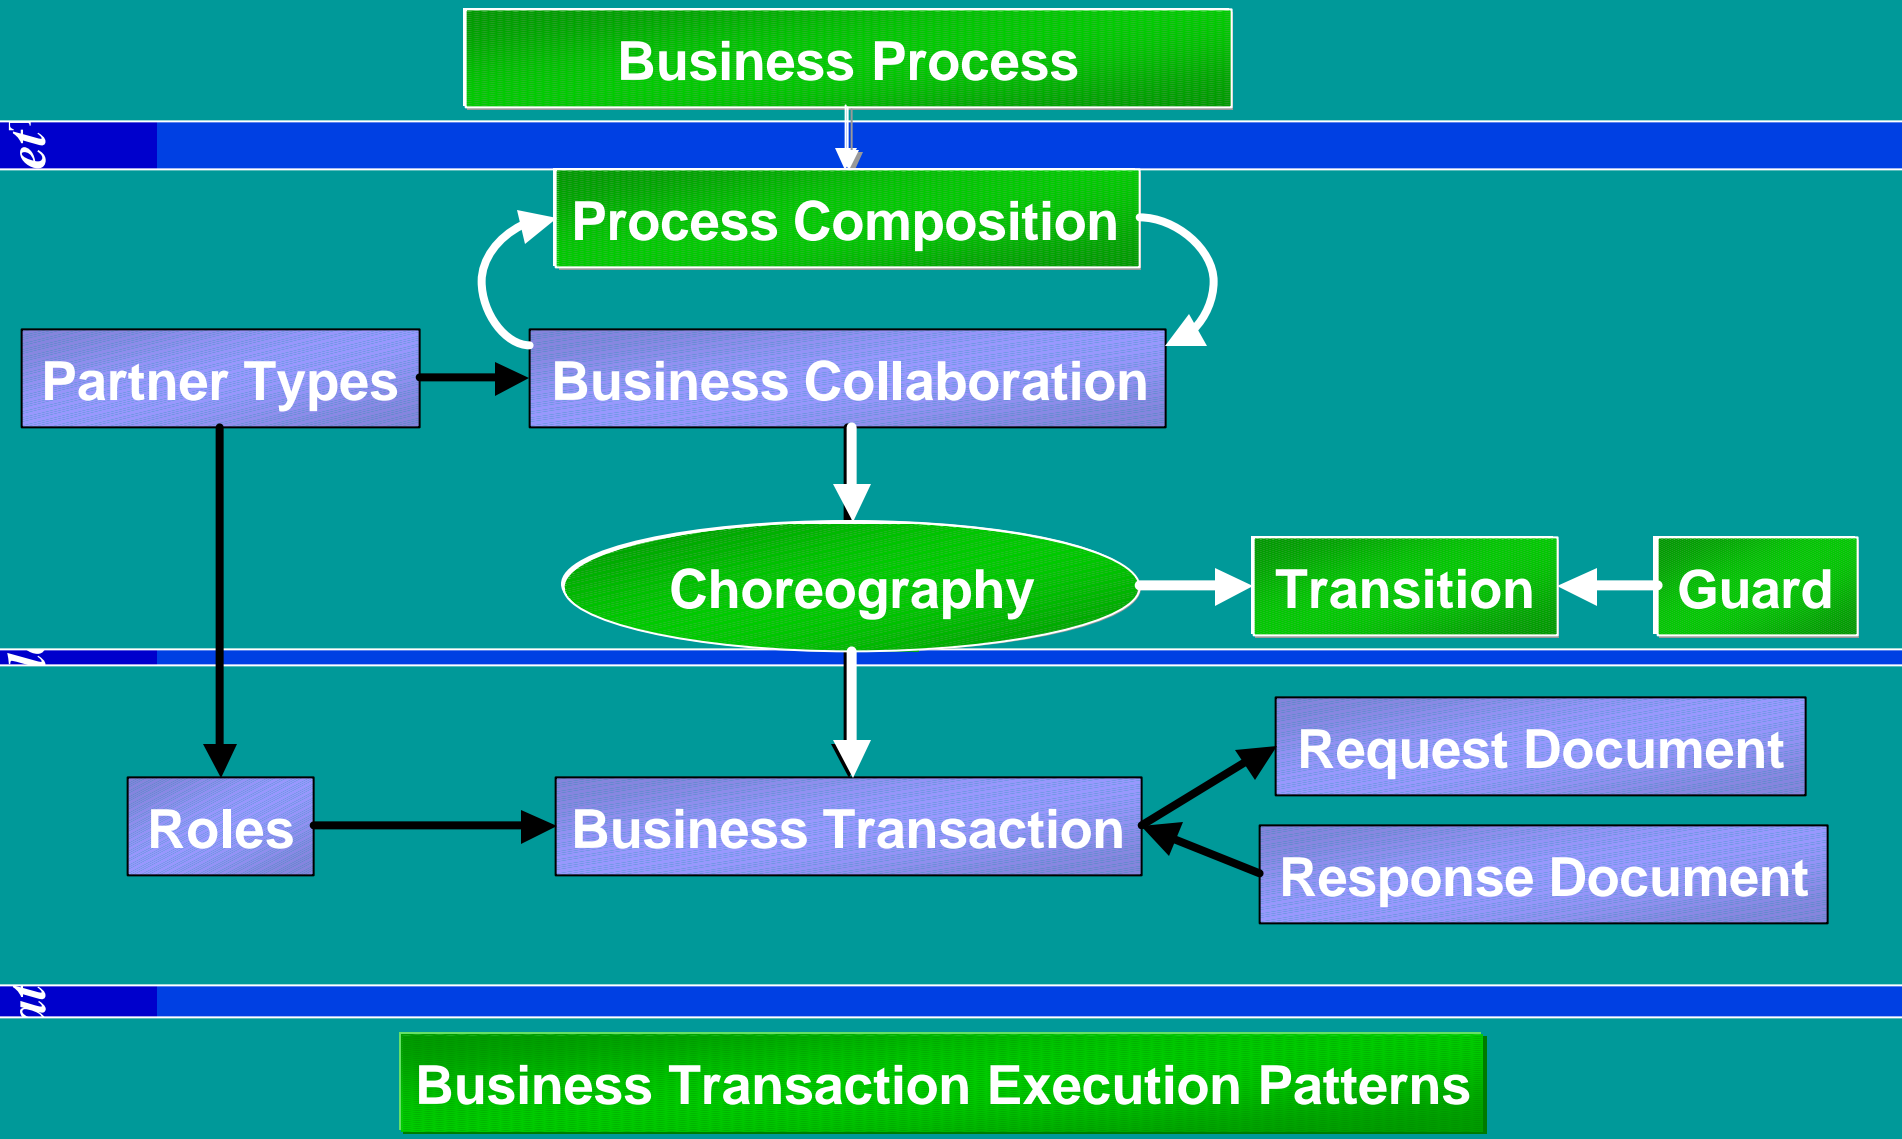 Business Process
Process Composition
Partner Types
Business Collaboration
Choreography
Transition
Guard
Request Document
Roles
Business Transaction
Response Document
Business Transaction Execution Patterns